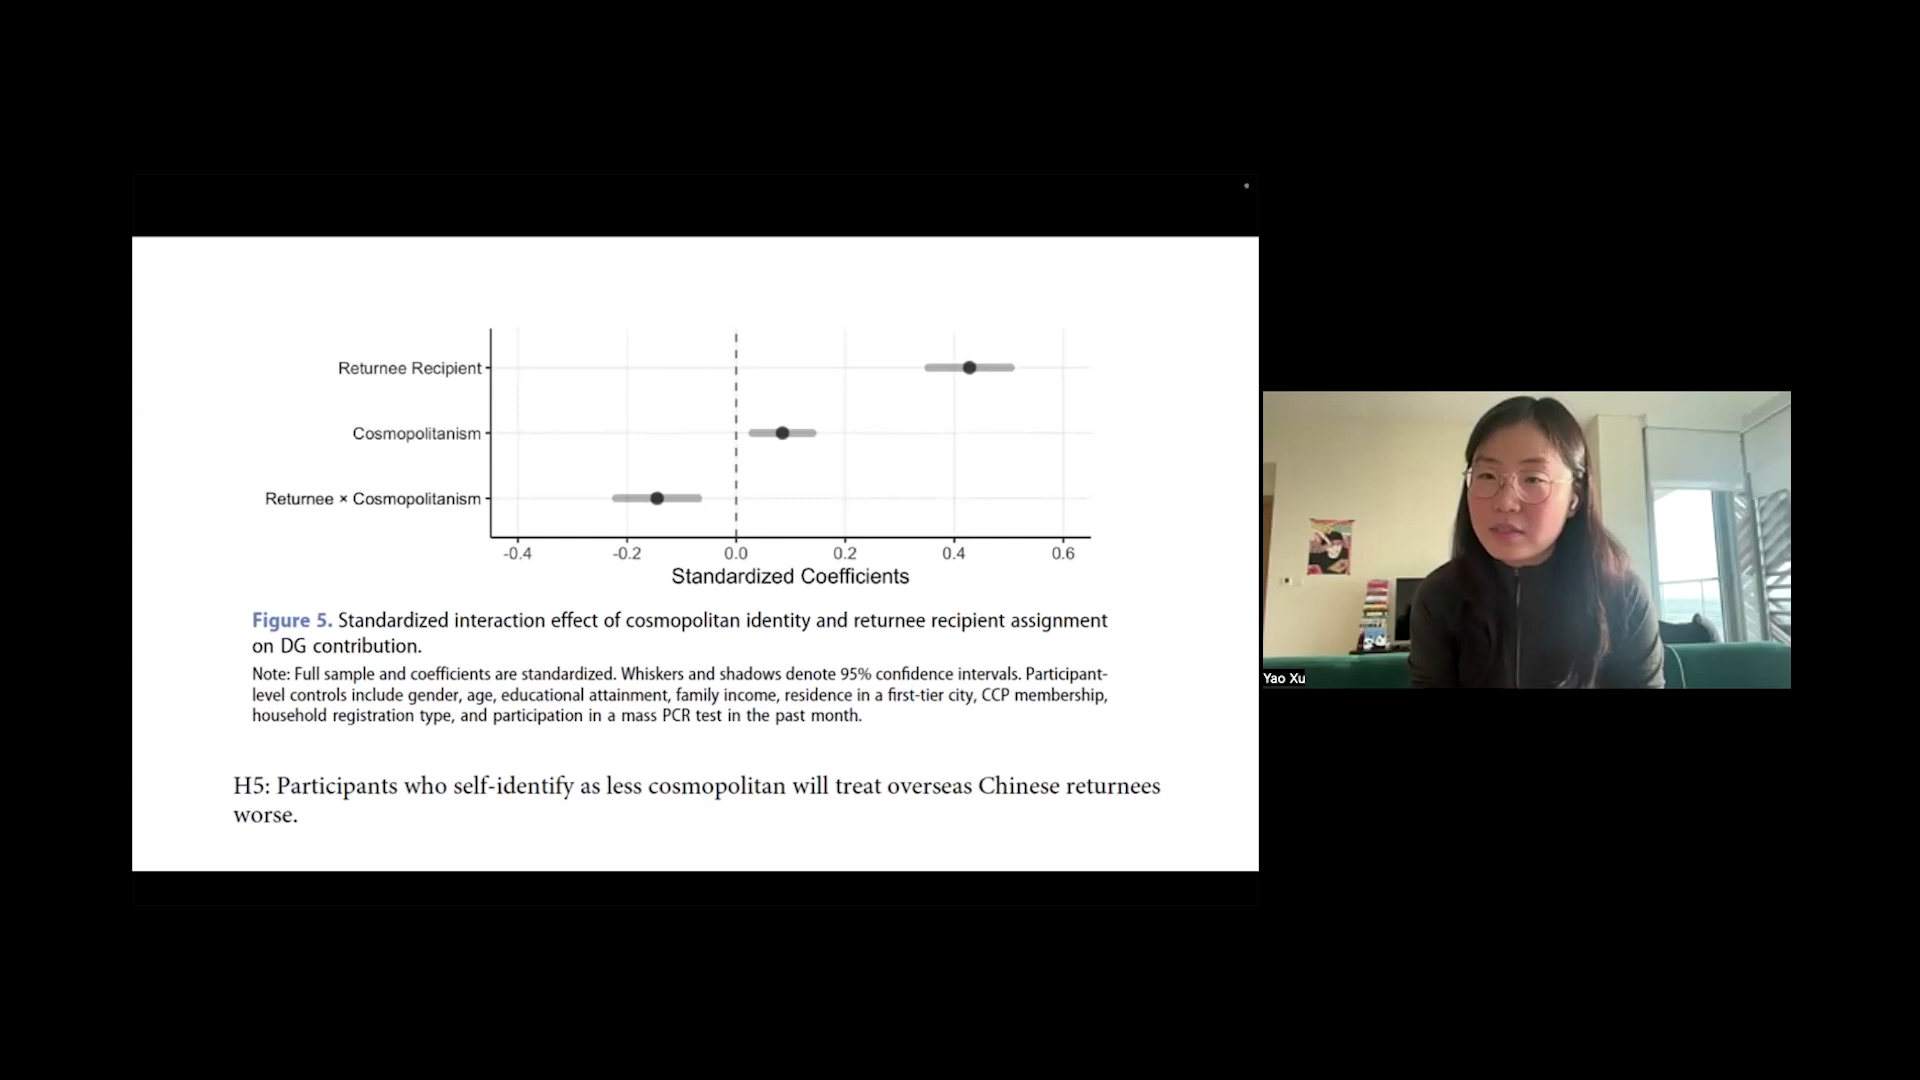 Returnee Recipient
Cosmopolitanism
Returnee × Cosmopolitanism
-0.4 -0.2 0.0 0.2 0.4 0.6
Standardized Coefficients
Figure 5. Standardized interaction effect of cosmopolitan identity and returnee recipient assignment
on DG contribution.
Note: Full sample and coefficients are standardized. Whiskers and shadows denote 95% confidence intervals. Participant-
level controls include gender, age, educational attainment, family income, residence in a first-tier city, CCP membership,
household registration type, and participation in a mass PCR test in the past month.
H5: Participants who self-identify as less cosmopolitan will treat overseas Chinese returnees
worse.
Yao Xu